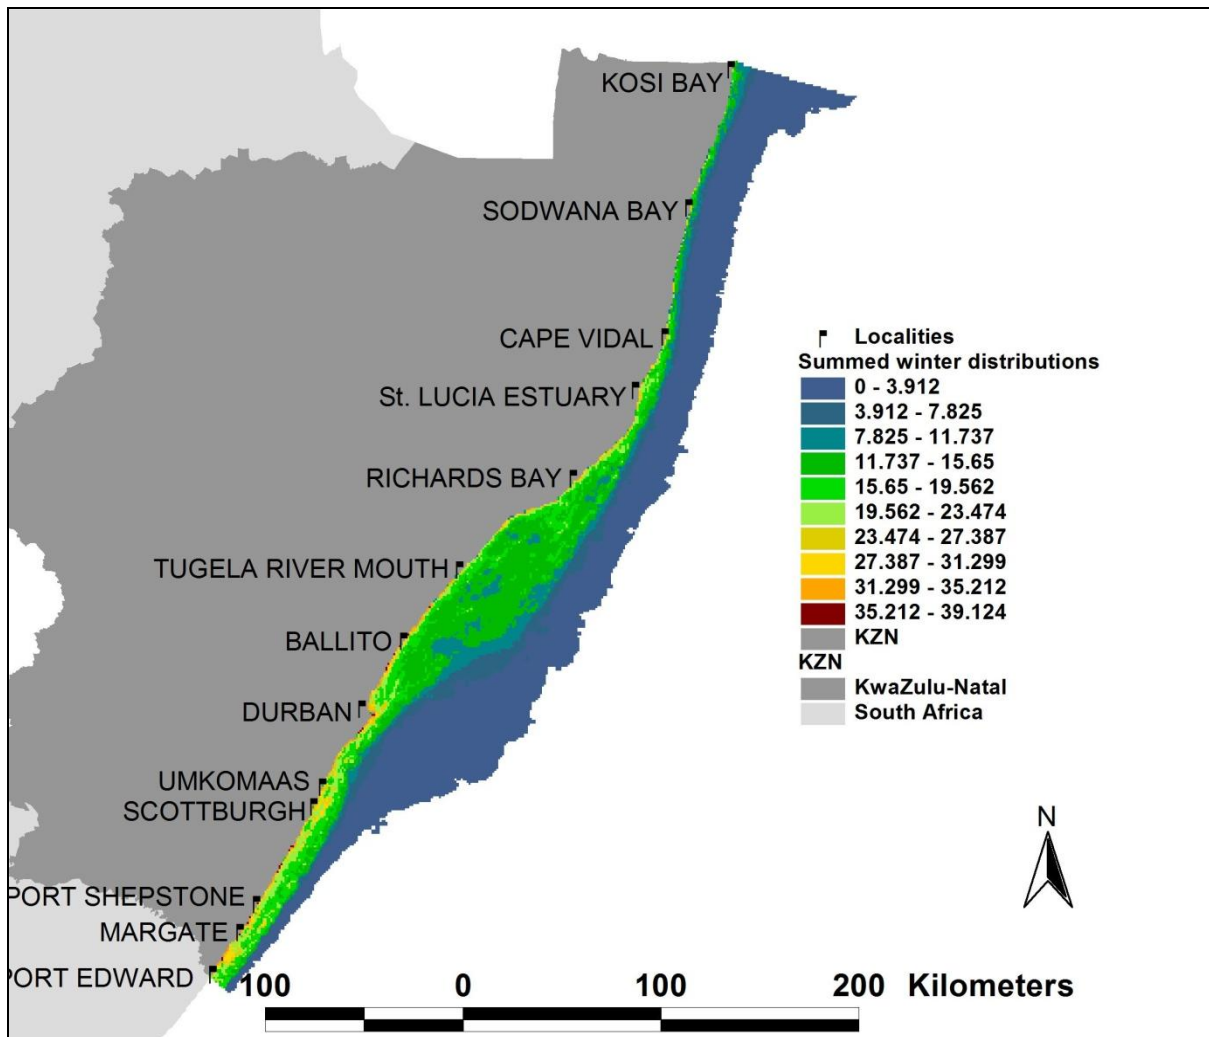 KOSI BAY
SODWANA BAY
CAPE VIDAL
St. LUCIA ESTUARY
RICHARDS BAY
TUGELA RIVER MOUTH
BALLITO
DURBAN
UMKOMAAS
SCOTTBURGH
PORT SHEPSTONE
MARGATE
PORT EDWARD
Localities
Summed winter distributions
0 - 3.912
3.912 - 7.825
7.825 - 11.737
11.737 - 15.65
15.65 - 19.562
19.562 - 23.474
23.474 - 27.387
27.387 - 31.299
31.299 - 35.212
35.212 - 39.124
KZN
KZN
KwaZulu-Natal
South Africa
N
100 0 100 200 Kilometers